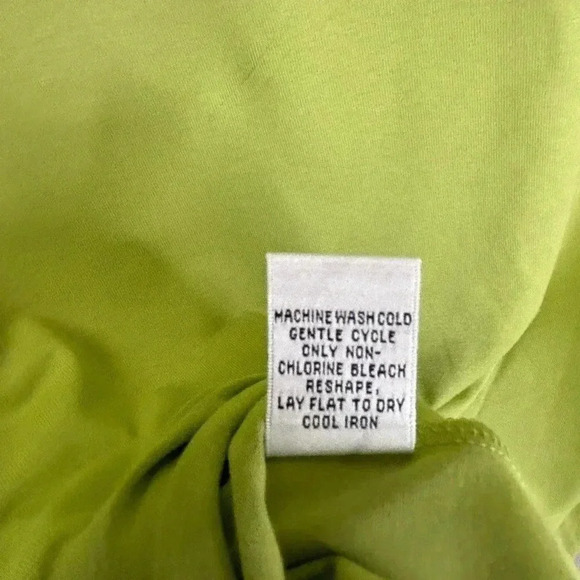 MACHINE WASH COLD
GENTLE CYCLE
ONLY NON-
CHLORINE BLEACH
RESHAPE,
LAY FLAT TO DRY
COOL IRON